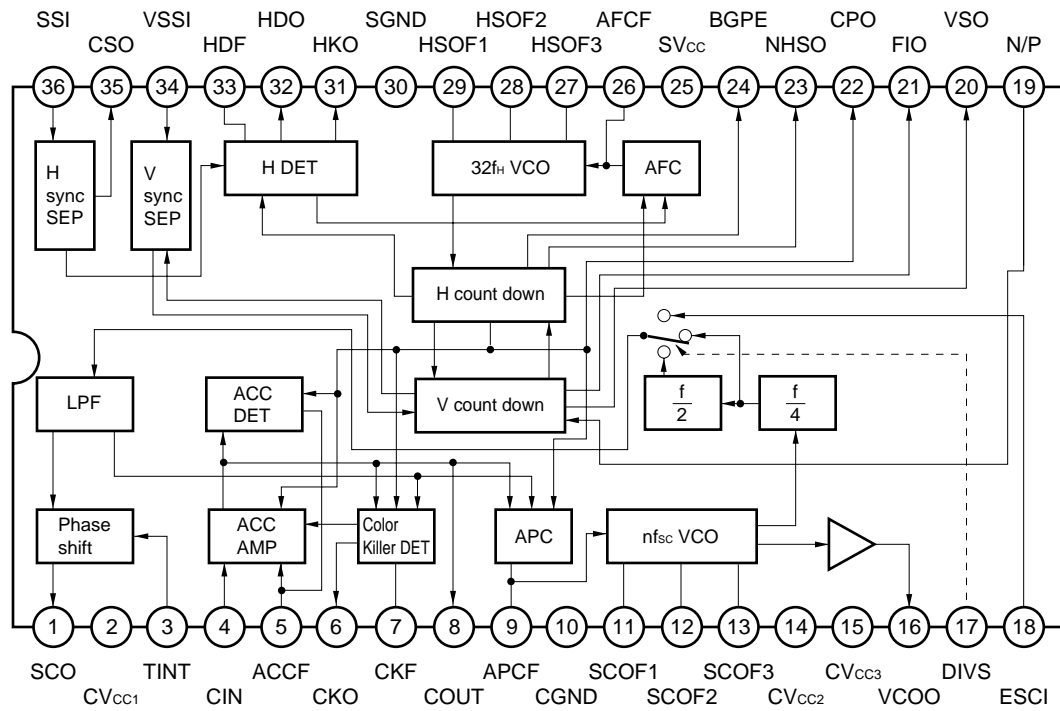 SSI VSSI HDO SGND HSOF2 AFCF BGPE CPO VSO
CSO HDF HKO HSOF1 HSOF3 SVCC NHSO FIO N/P
36 35 34 33 32 31 30 29 28 27 26 25 24 23 22 21 20 19
H
sync
SEP
V
sync
SEP
H DET
32fH VCO
AFC
H count down
LPF
ACC
DET
V count down
f
2
f
4
Phase
shift
ACC
AMP
Color
Killer DET
APC
nfSC VCO
1 2 3 4 5 6 7 8 9 10 11 12 13 14 15 16 17 18
SCO TINT ACCF CKF APCF SCOF1 SCOF3 CVCC3 DIVS
CVCC1 CIN CKO COUT CGND SCOF2 CVCC2 VCOO ESCI